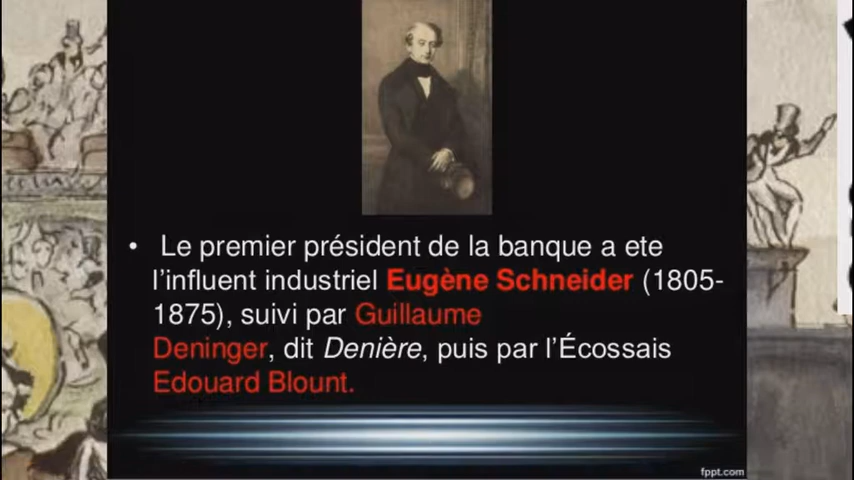 • Le premier président de la banque a ete
l’influent industriel Eugène Schneider (1805-
1875), suivi par Guillaume
Deninger, dit Denière, puis par l’Écossais
Edouard Blount.
fppt.com